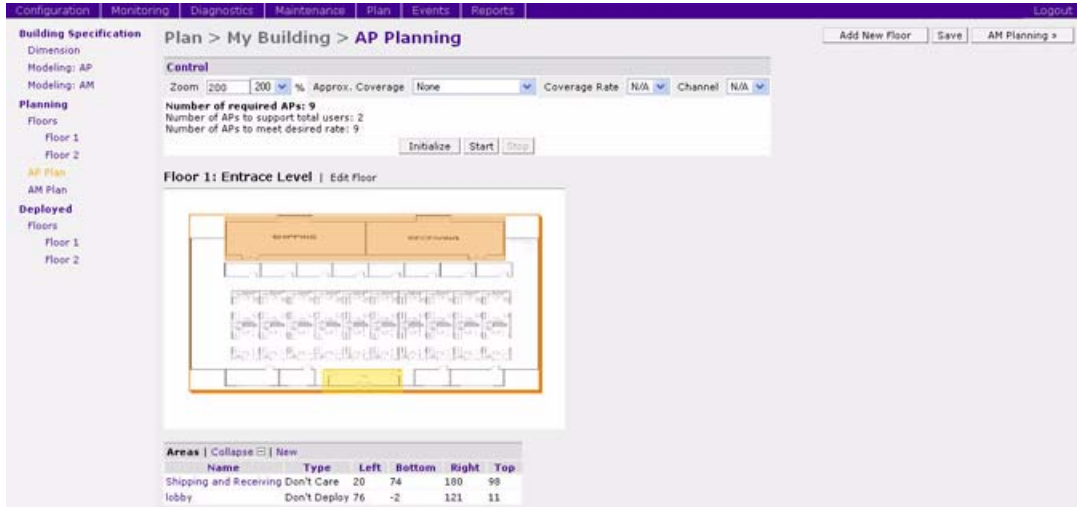 Configuration Monitoring Diagnostics Maintenance Plan Events Reports Logout
Building Specification
Dimension
Modeling: AP
Modeling: AM
Planning
Floors
Floor 1
Floor 2
AP Plan
AM Plan
Deployed
Floors
Floor 1
Floor 2
Plan > My Building > AP Planning
Add New Floor Save AM Planning »
Control
Zoom 200 200 % Approx. Coverage None Coverage Rate N/A Channel N/A
Number of required APs: 9
Number of APs to support total users: 2
Number of APs to meet desired rate: 9
Initialize Start Stop
Floor 1: Entrace Level | Edit Floor
SHIPPING RECEIVING
Areas | Collapse | New
Name Type Left Bottom Right Top
Shipping and Receiving Don't Care 20 74 180 98
lobby Don't Deploy 76 -2 121 11